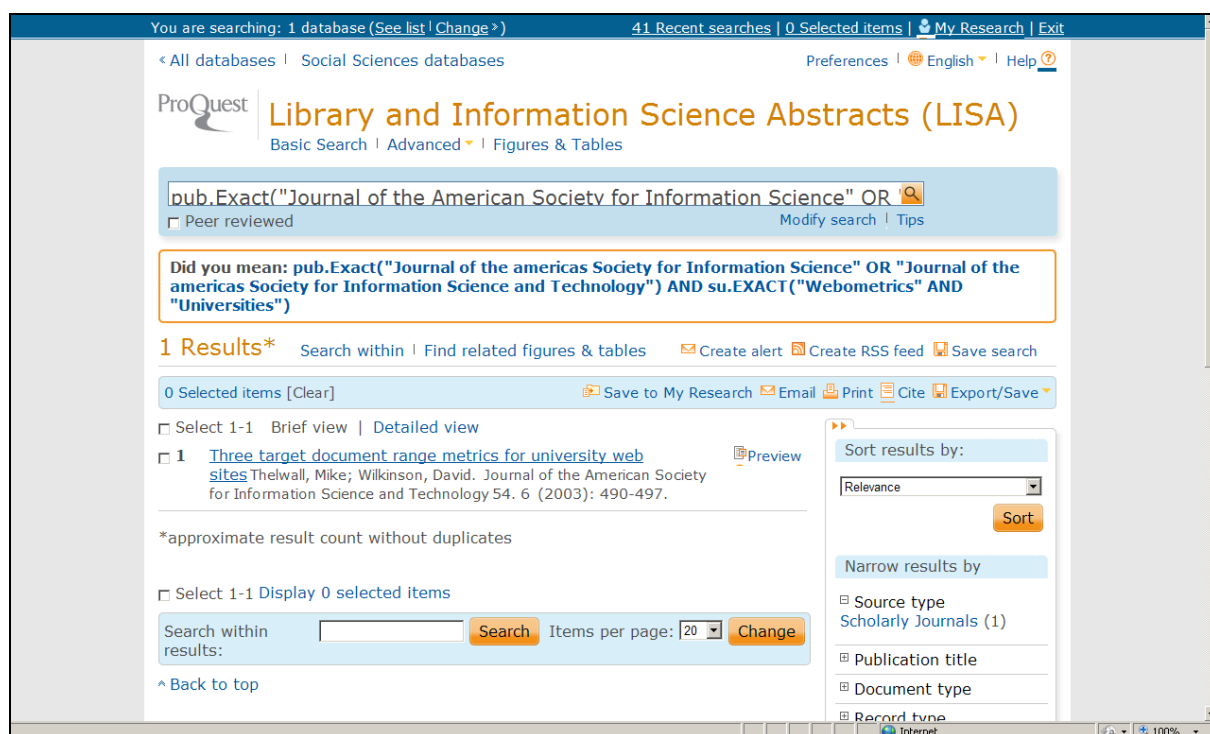 You are searching: 1 database (See list | Change ») 41 Recent searches | 0 Selected items | My Research | Exit
« All databases | Social Sciences databases Preferences | English | Help ?
ProQuest
Library and Information Science Abstracts (LISA)
Basic Search | Advanced | Figures & Tables
pub.Exact("Journal of the American Society for Information Science" OR "
Peer reviewed Modify search | Tips
Did you mean: pub.Exact("Journal of the americas Society for Information Science" OR "Journal of the
americas Society for Information Science and Technology") AND su.EXACT("Webometrics" AND
"Universities")
1 Results* Search within | Find related figures & tables Create alert Create RSS feed Save search
0 Selected items [Clear] Save to My Research Email Print Cite Export/Save
Select 1-1 Brief view | Detailed view
1 Three target document range metrics for university web
sites Thelwall, Mike; Wilkinson, David. Journal of the American Society
for Information Science and Technology 54. 6 (2003): 490-497.
Preview
*approximate result count without duplicates
Select 1-1 Display 0 selected items
Search within
results:
Search Items per page: 20 Change
^ Back to top
Sort results by:
Relevance
Sort
Narrow results by
Source type
Scholarly Journals (1)
Publication title
Document type
Record type
Internet 100%